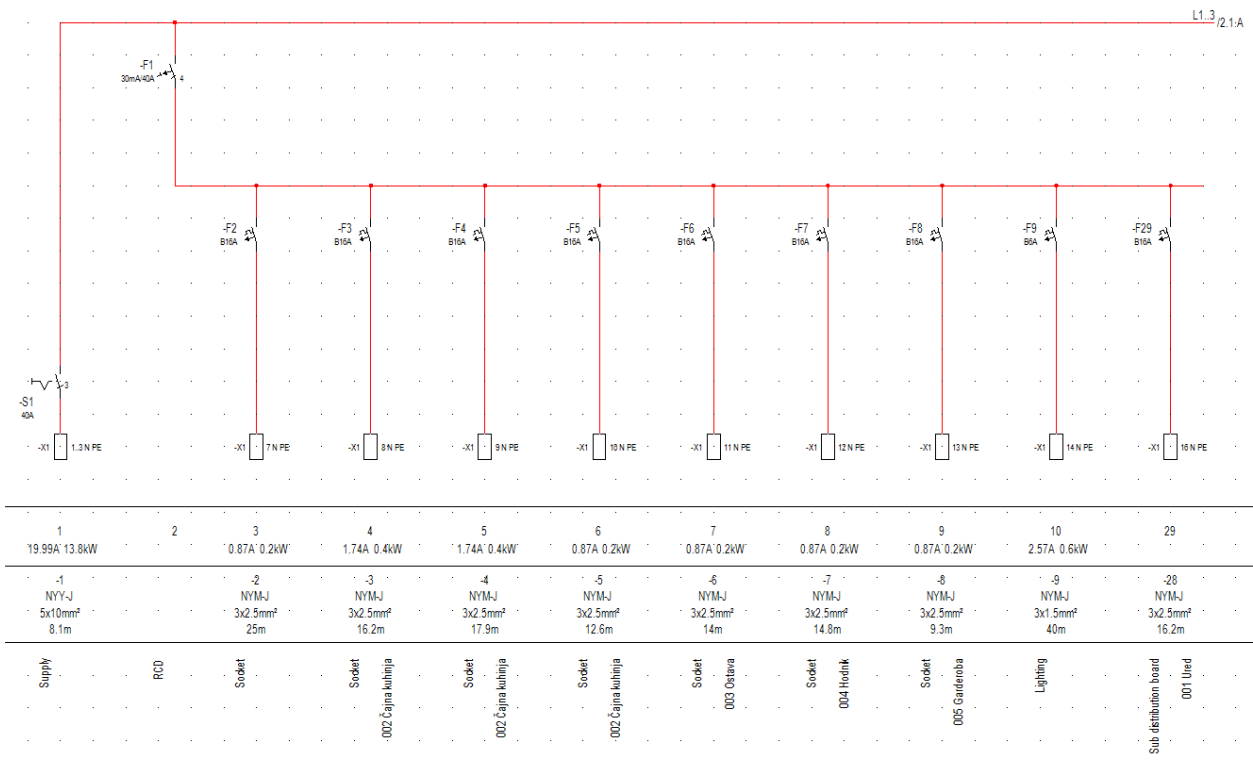 L1..3
/2.1:A
-F1
30mA/40A
4
-F2
B16A
-F3
B16A
-F4
B16A
-F5
B16A
-F6
B16A
-F7
B16A
-F8
B16A
-F9
B6A
-F29
B16A
3
-S1
40A
-X1 1..3 N PE
-X1 7 N PE
-X1 8 N PE
-X1 9 N PE
-X1 10 N PE
-X1 11 N PE
-X1 12 N PE
-X1 13 N PE
-X1 14 N PE
-X1 16 N PE
1 2 3 4 5 6 7 8 9 10 29
19.99A 13.8kW 0.87A 0.2kW 1.74A 0.4kW 1.74A 0.4kW 0.87A 0.2kW 0.87A 0.2kW 0.87A 0.2kW 0.87A 0.2kW 2.57A 0.6kW
-1 -2 -3 -4 -5 -6 -7 -8 -9 -28
NYY-J NYM-J NYM-J NYM-J NYM-J NYM-J NYM-J NYM-J NYM-J NYM-J
5x10mm² 3x2.5mm² 3x2.5mm² 3x2.5mm² 3x2.5mm² 3x2.5mm² 3x2.5mm² 3x2.5mm² 3x1.5mm² 3x2.5mm²
8.1m 25m 16.2m 17.9m 12.6m 14m 14.8m 9.3m 40m 16.2m
Supply
RCD
Socket
Socket
002 Čajna kuhinja
Socket
002 Čajna kuhinja
Socket
002 Čajna kuhinja
Socket
003 Ostava
Socket
004 Hodnik
Socket
005 Garderoba
Lighting
Sub distribution board
001 Ured